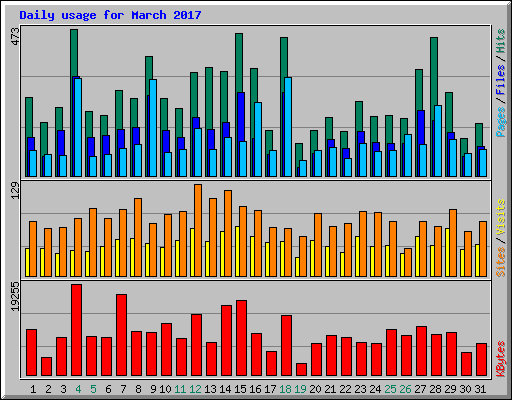 Daily usage for March 2017
473
Pages / Files / Hits
129
Sites / Visits
19255
KBytes
1 2 3 4 5 6 7 8 9 10 11 12 13 14 15 16 17 18 19 20 21 22 23 24 25 26 27 28 29 30 31